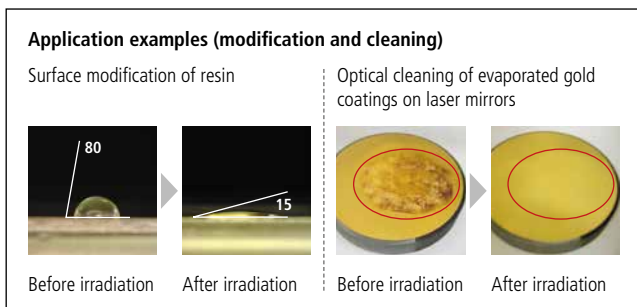 Application examples (modification and cleaning)
Surface modification of resin
80
15
Before irradiation
After irradiation
Optical cleaning of evaporated gold
coatings on laser mirrors
Before irradiation
After irradiation